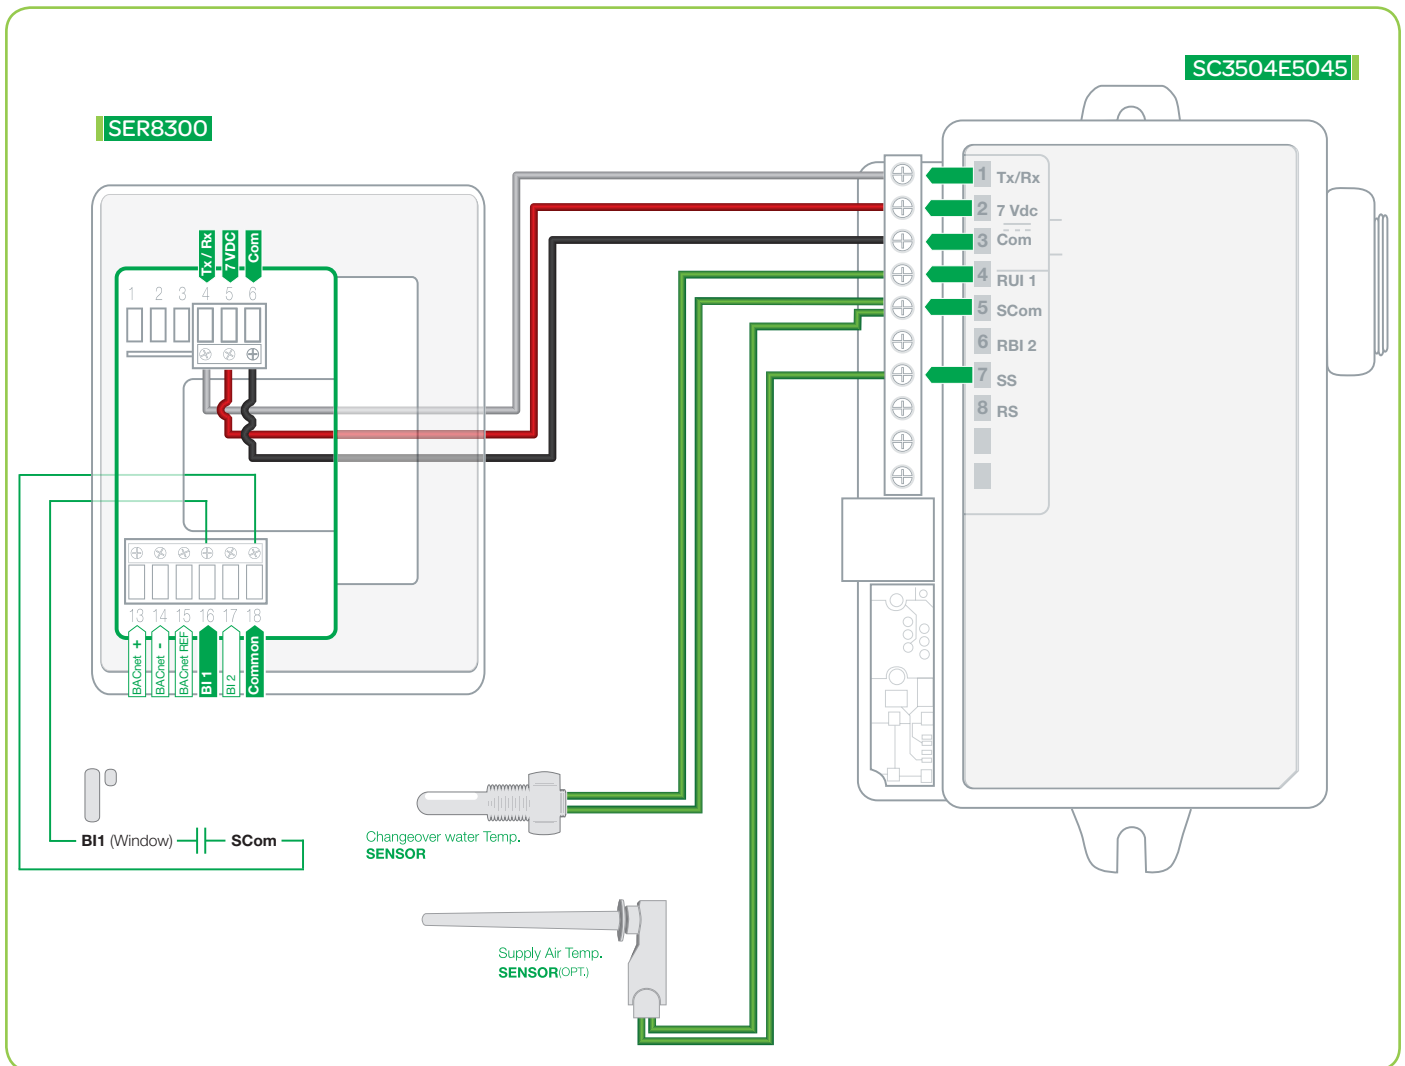 SC3504E5045
SER8300
Tx / Rx
7 VDC
Com
1 2 3 4 5 6
1 Tx/Rx
2 7 Vdc
3 Com
4 RUI 1
5 SCom
6 RBI 2
7 SS
8 RS
13 14 15 16 17 18
BACnet +
BACnet -
BACnet REF
BI 1
BI 2
Common
BI1 (Window)
SCom
Changeover water Temp.
SENSOR
Supply Air Temp.
SENSOR(OPT.)